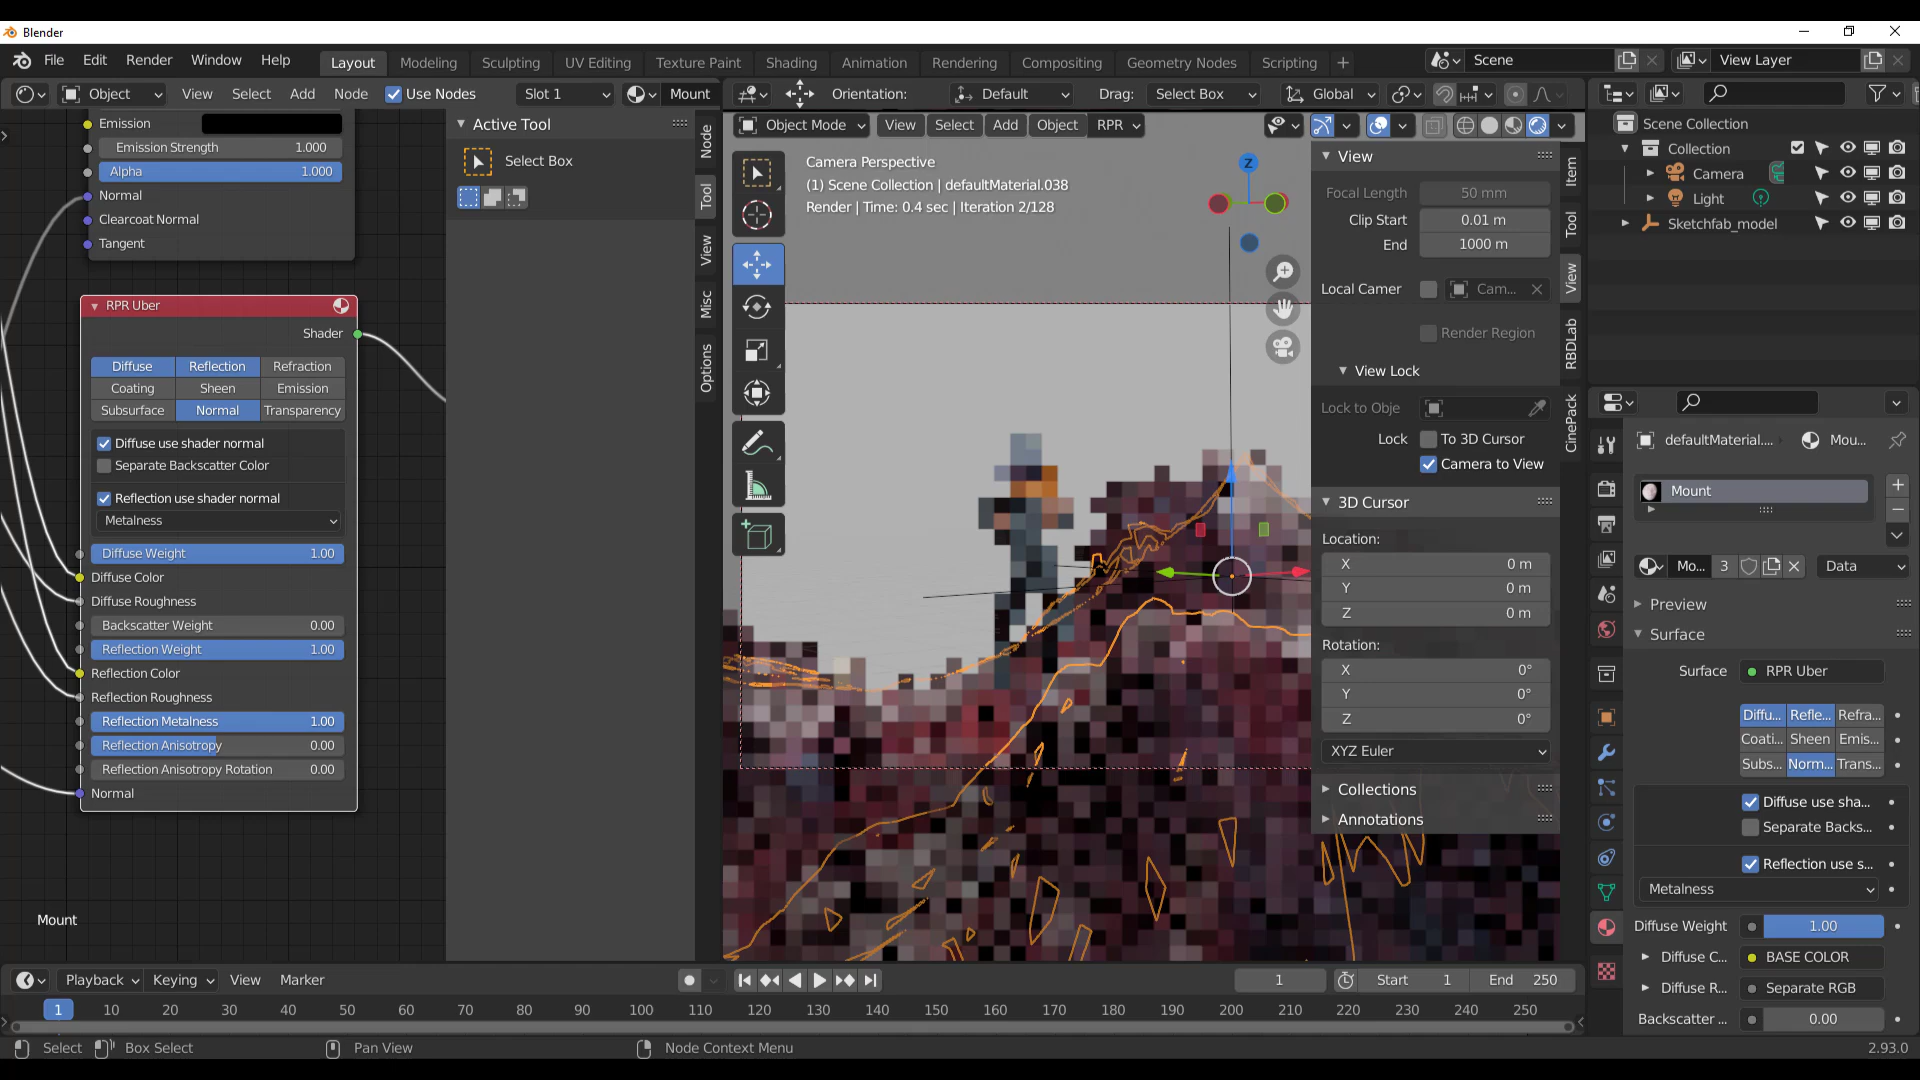 Blender
File Edit Render Window Help
Layout Modeling Sculpting UV Editing Texture Paint Shading Animation Rendering Compositing Geometry Nodes Scripting +
Scene
View Layer
Object View Select Add Node Use Nodes Slot 1 Mount
Orientation: Default Drag: Select Box Global
Object Mode View Select Add Object RPR
Emission
Emission Strength 1.000
Alpha 1.000
Normal
Clearcoat Normal
Tangent
RPR Uber
Shader
Diffuse Reflection Refraction
Coating Sheen Emission
Subsurface Normal Transparency
Diffuse use shader normal
Separate Backscatter Color
Reflection use shader normal
Metalness
Diffuse Weight 1.00
Diffuse Color
Diffuse Roughness
Backscatter Weight 0.00
Reflection Weight 1.00
Reflection Color
Reflection Roughness
Reflection Metalness 1.00
Reflection Anisotropy 0.00
Reflection Anisotropy Rotation 0.00
Normal
Mount
Active Tool
Select Box
Node
Tool
View
Misc
Options
Camera Perspective
(1) Scene Collection | defaultMaterial.038
Render | Time: 0.4 sec | Iteration 2/128
Z
View
Focal Length 50 mm
Clip Start 0.01 m
End 1000 m
Local Camer Cam...
Render Region
View Lock
Lock to Obje
Lock To 3D Cursor
Camera to View
3D Cursor
Location:
X 0 m
Y 0 m
Z 0 m
Rotation:
X 0°
Y 0°
Z 0°
XYZ Euler
Collections
Annotations
Item
Tool
View
RBDLab
CinePack
Scene Collection
Collection
Camera
Light
Sketchfab_model
defaultMaterial.... Mou...
Mount
Mo... 3 Data
Preview
Surface
Surface RPR Uber
Diffu... Refle... Refra...
Coati... Sheen Emis...
Subs... Norm... Trans...
Diffuse use sha...
Separate Backs...
Reflection use s...
Metalness
Diffuse Weight 1.00
Diffuse C... BASE COLOR
Diffuse R... Separate RGB
Backscatter ... 0.00
Playback Keying View Marker
1 Start 1 End 250
1 10 20 30 40 50 60 70 80 90 100 110 120 130 140 150 160 170 180 190 200 210 220 230 240 250
Select Box Select Pan View Node Context Menu 2.93.0